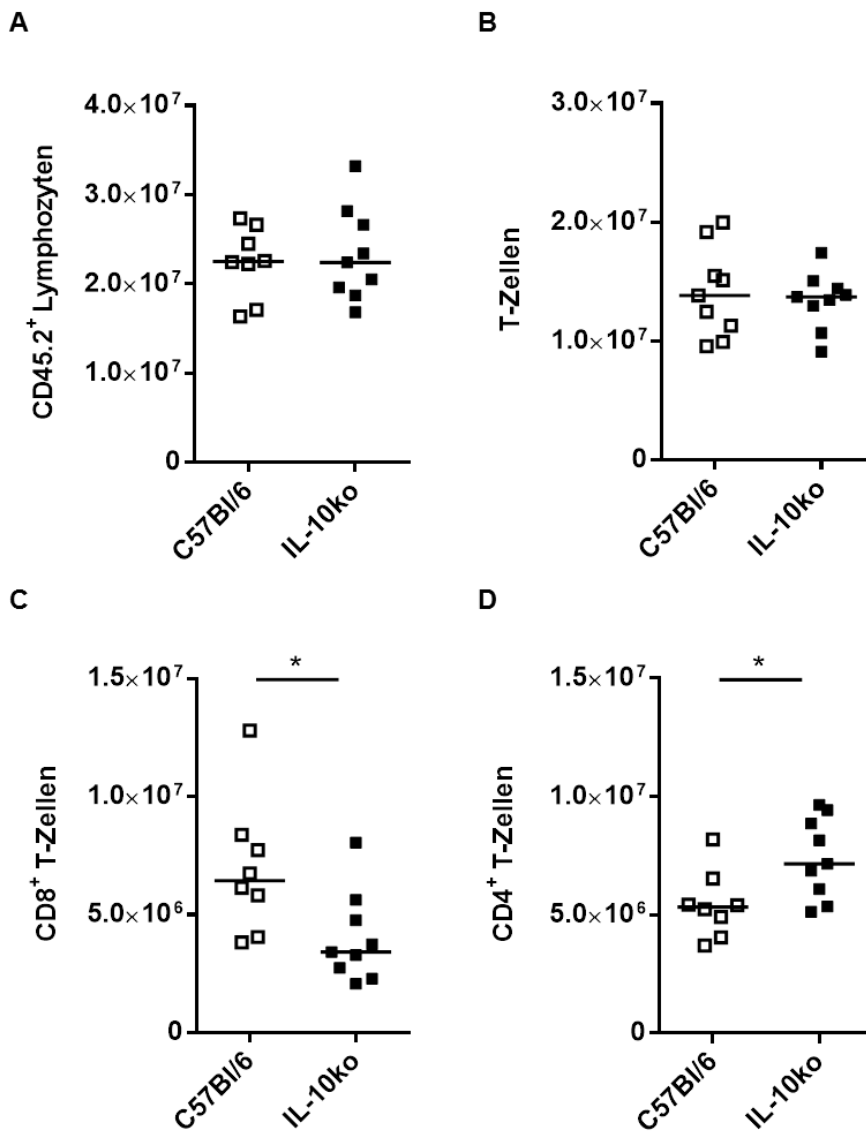 A
CD45.2⁺ Lymphozyten
4.0×10⁷
3.0×10⁷
2.0×10⁷
1.0×10⁷
0
C57Bl/6
IL-10ko
B
T-Zellen
3.0×10⁷
2.0×10⁷
1.0×10⁷
0
C57Bl/6
IL-10ko
C
CD8⁺ T-Zellen
1.5×10⁷
1.0×10⁷
5.0×10⁶
0
*
C57Bl/6
IL-10ko
D
CD4⁺ T-Zellen
1.5×10⁷
1.0×10⁷
5.0×10⁶
0
*
C57Bl/6
IL-10ko